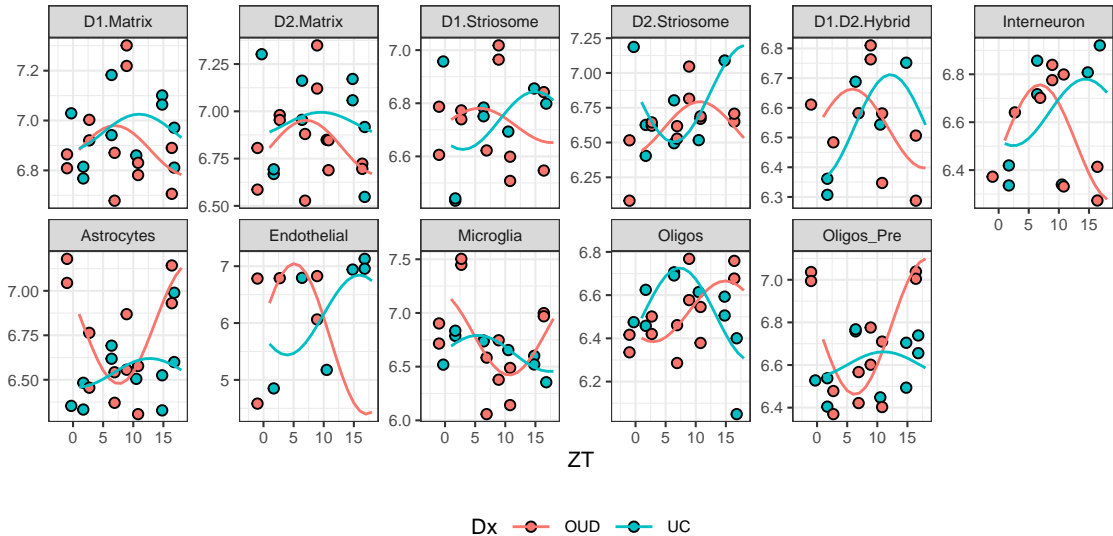 D1.Matrix D2.Matrix D1.Striosome D2.Striosome D1.D2.Hybrid Interneuron
7.2 7.0 6.8
7.25 7.00 6.75 6.50
7.0 6.8 6.6
7.25 7.00 6.75 6.50 6.25
6.8 6.7 6.6 6.5 6.4 6.3
6.8 6.4
Astrocytes Endothelial Microglia Oligos Oligos_Pre
7.00 6.75 6.50
7 6 5
7.5 7.0 6.5 6.0
6.8 6.6 6.4 6.2
7.0 6.8 6.6 6.4
0 5 10 15 0 5 10 15 0 5 10 15 0 5 10 15 0 5 10 15 0 5 10 15
ZT
Dx OUD UC